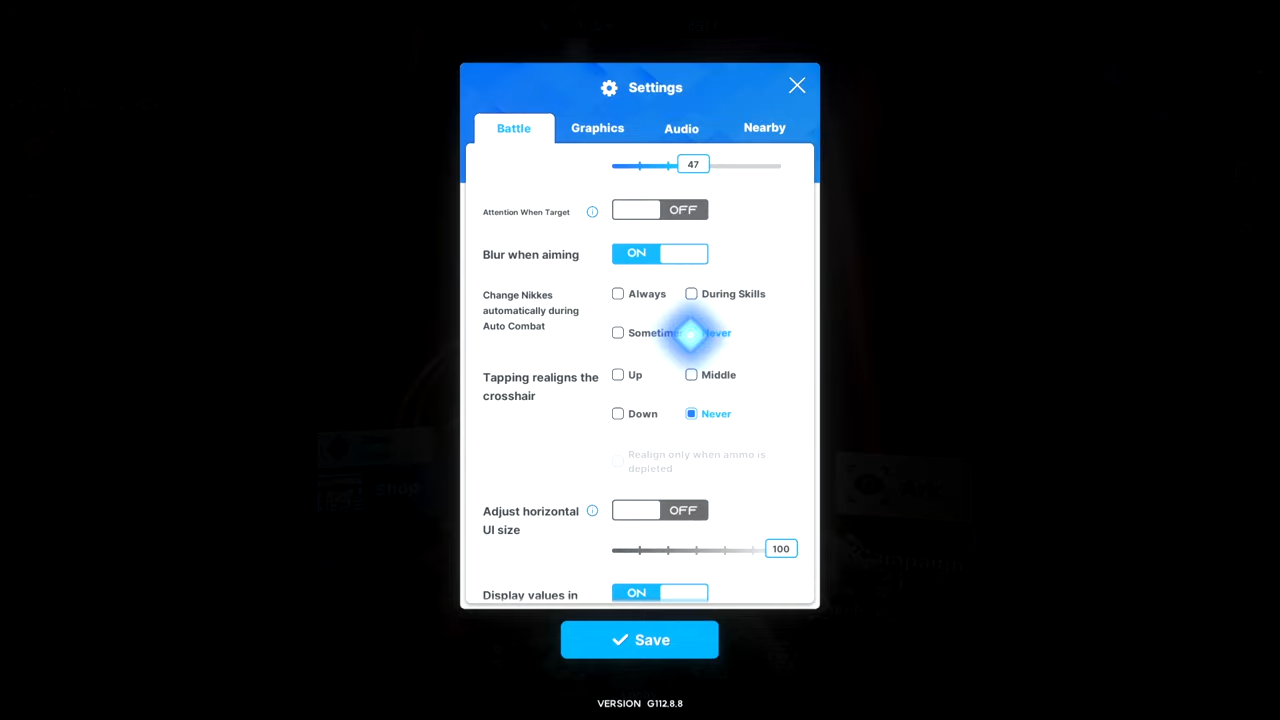 Settings
Battle
Graphics
Audio
Nearby
47
Attention When Target
OFF
Blur when aiming
ON
Change Nikkes
automatically during
Auto Combat
Always
During Skills
Never
Tapping realigns the
crosshair
Up
Middle
Down
Never
Realign only when ammo is
depleted
Adjust horizontal
UI size
OFF
100
Display values in
ON
Save
VERSION G112.8.8
Shop